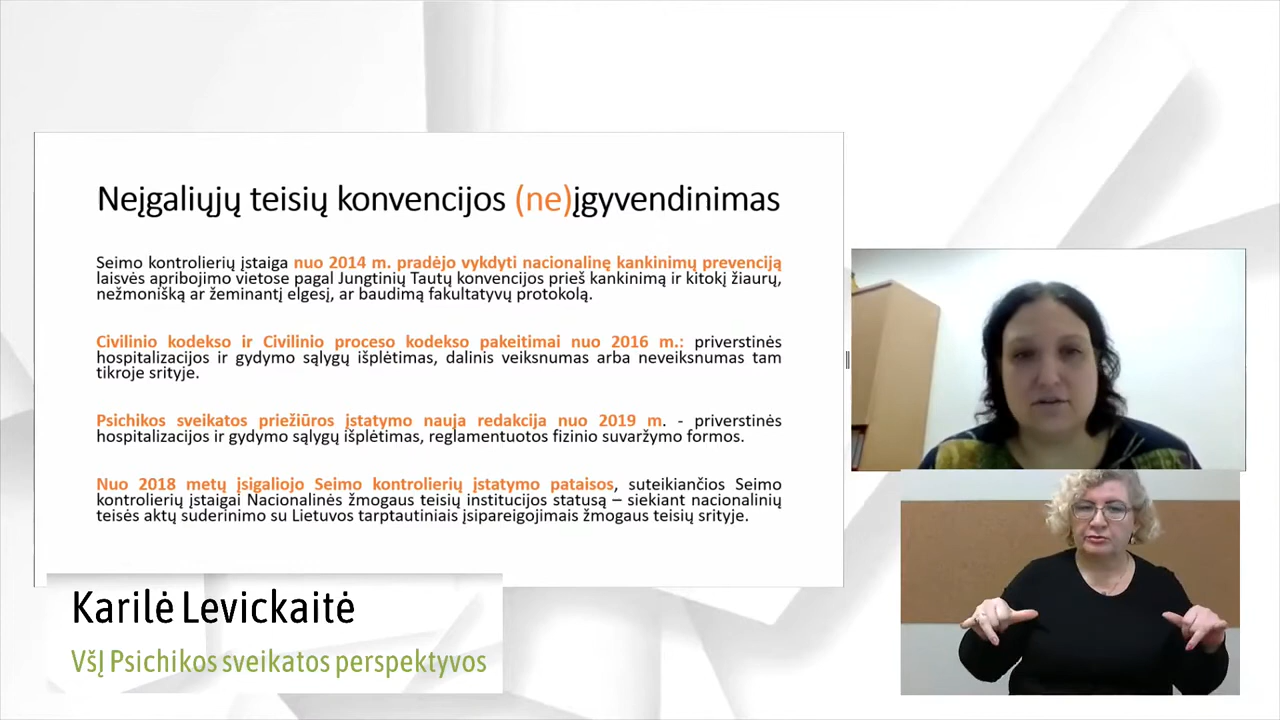 Neįgaliųjų teisių konvencijos (ne)įgyvendinimas
Seimo kontrolierių įstaiga nuo 2014 m. pradėjo vykdyti nacionalinę kankinimų prevenciją
laisvės apribojimo vietose pagal Jungtinių Tautų konvencijos prieš kankinimą ir kitokį žiaurų,
nežmonišką ar žeminantį elgesį, ar baudimą fakultatyvų protokolą.
Civilinio kodekso ir Civilinio proceso kodekso pakeitimai nuo 2016 m.: priverstinės
hospitalizacijos ir gydymo sąlygų išplėtimas, dalinis veiksnumas arba neveiksnumas tam
tikroje srityje.
Psichikos sveikatos priežiūros įstatymo nauja redakcija nuo 2019 m. - priverstinės
hospitalizacijos ir gydymo sąlygų išplėtimas, reglamentuotos fizinio suvaržymo formos.
Nuo 2018 metų įsigaliojo Seimo kontrolierių įstatymo pataisos, suteikiančios Seimo
kontrolierių įstaigai Nacionalinės žmogaus teisių institucijos statusą – siekiant nacionalinių
teisės aktų suderinimo su Lietuvos tarptautiniais įsipareigojimais žmogaus teisių srityje.
Karilė Levickaitė
VšĮ Psichikos sveikatos perspektyvos